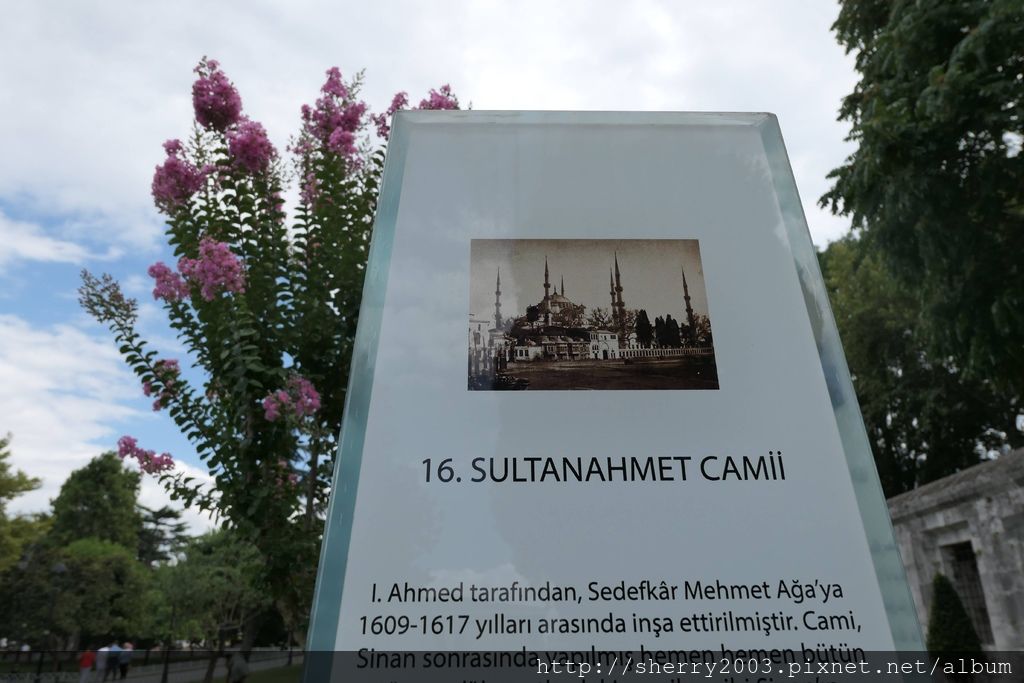 16. SULTANAHMET CAMİİ
I. Ahmed tarafından, Sedefkâr Mehmet Ağa'ya
1609-1617 yılları arasında inşa ettirilmiştir. Cami,
Sinan sonrasında yapılmış hemen hemen bütün
http://sherry2003.pixnet.net/album